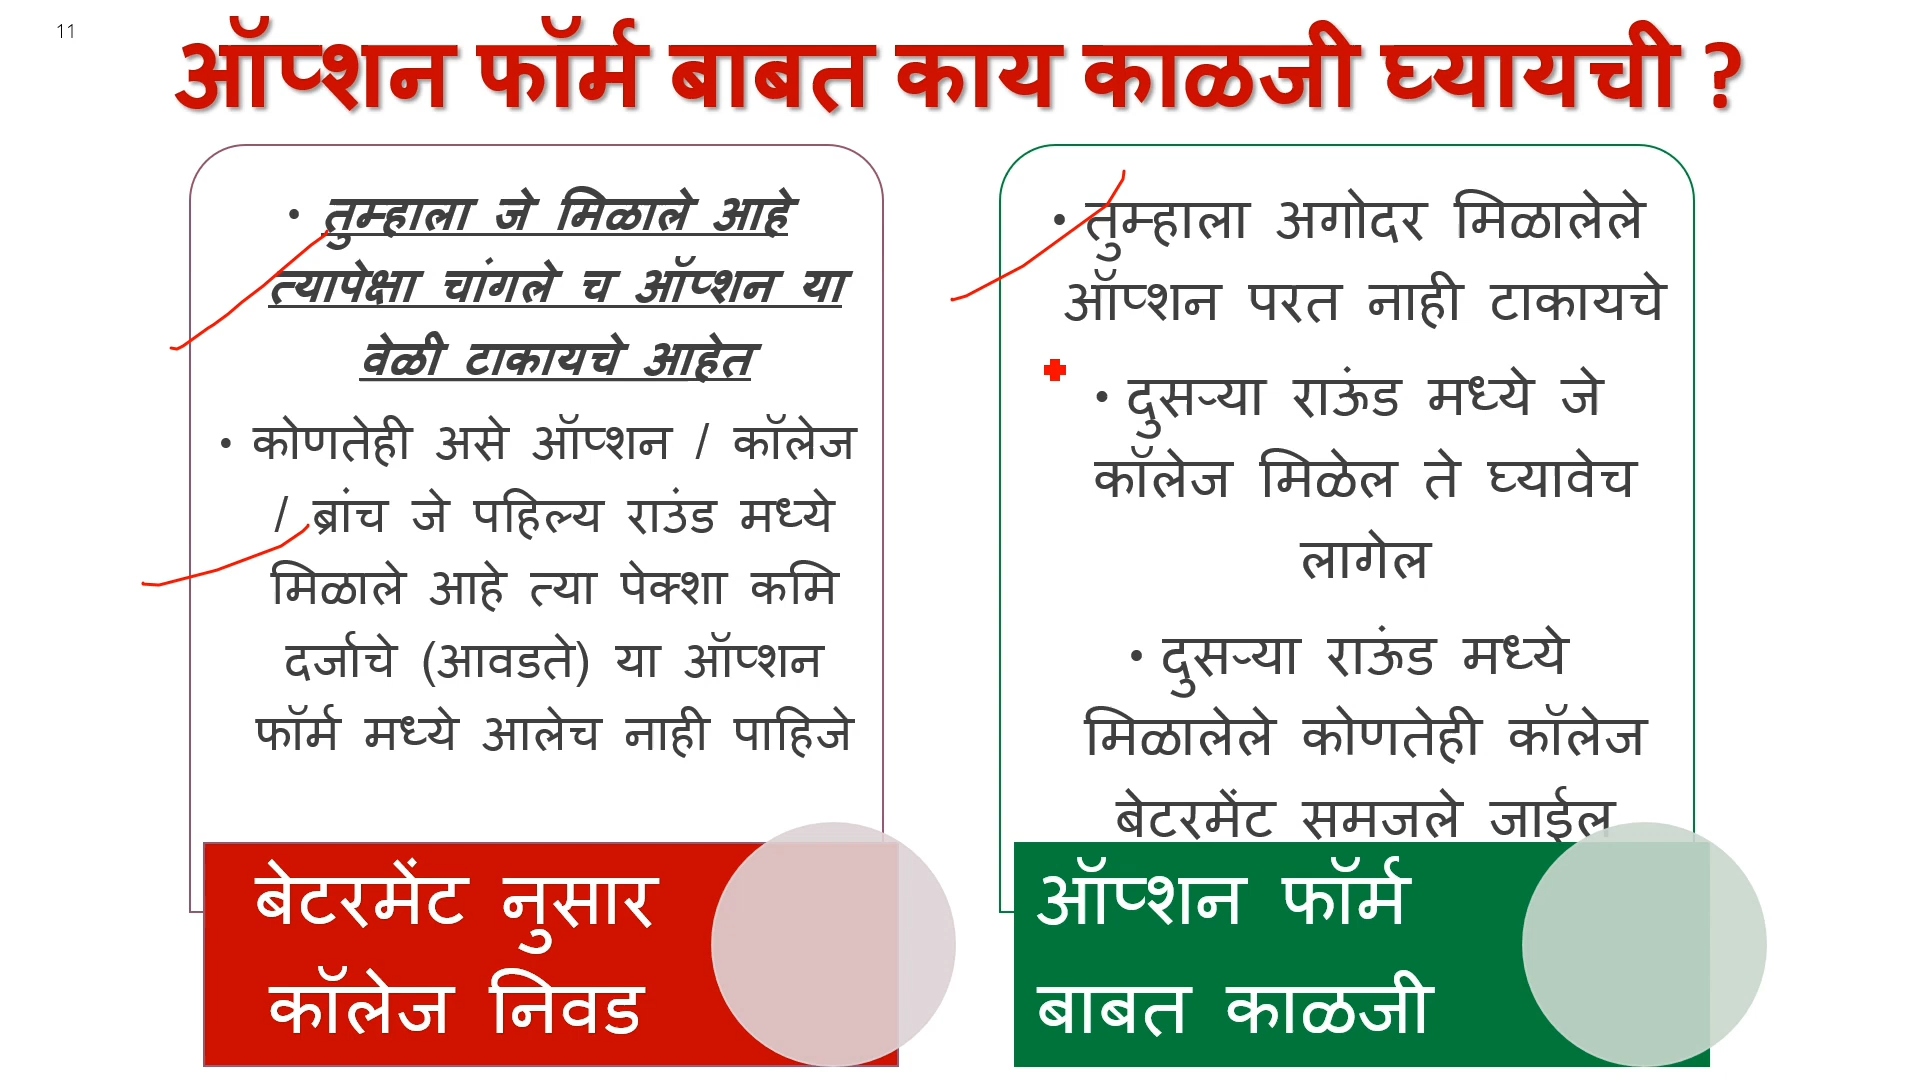 11
ऑप्शन फॉर्म बाबत काय काळजी घ्यायची ?
• तुम्हाला जे मिळाले आहे
त्यापेक्षा चांगले च ऑप्शन या
वेळी टाकायचे आहेत
• कोणतेही असे ऑप्शन / कॉलेज
/ ब्रांच जे पहिल्य राउंड मध्ये
मिळाले आहे त्या पेक्शा कमि
दर्जाचे (आवडते) या ऑप्शन
फॉर्म मध्ये आलेच नाही पाहिजे
बेटरमेंट नुसार
कॉलेज निवड
• तुम्हाला अगोदर मिळालेले
ऑप्शन परत नाही टाकायचे
• दुसऱ्या राऊंड मध्ये जे
कॉलेज मिळेल ते घ्यावेच
लागेल
• दुसऱ्या राऊंड मध्ये
मिळालेले कोणतेही कॉलेज
बेटरमेंट समजले जाईल
ऑप्शन फॉर्म
बाबत काळजी